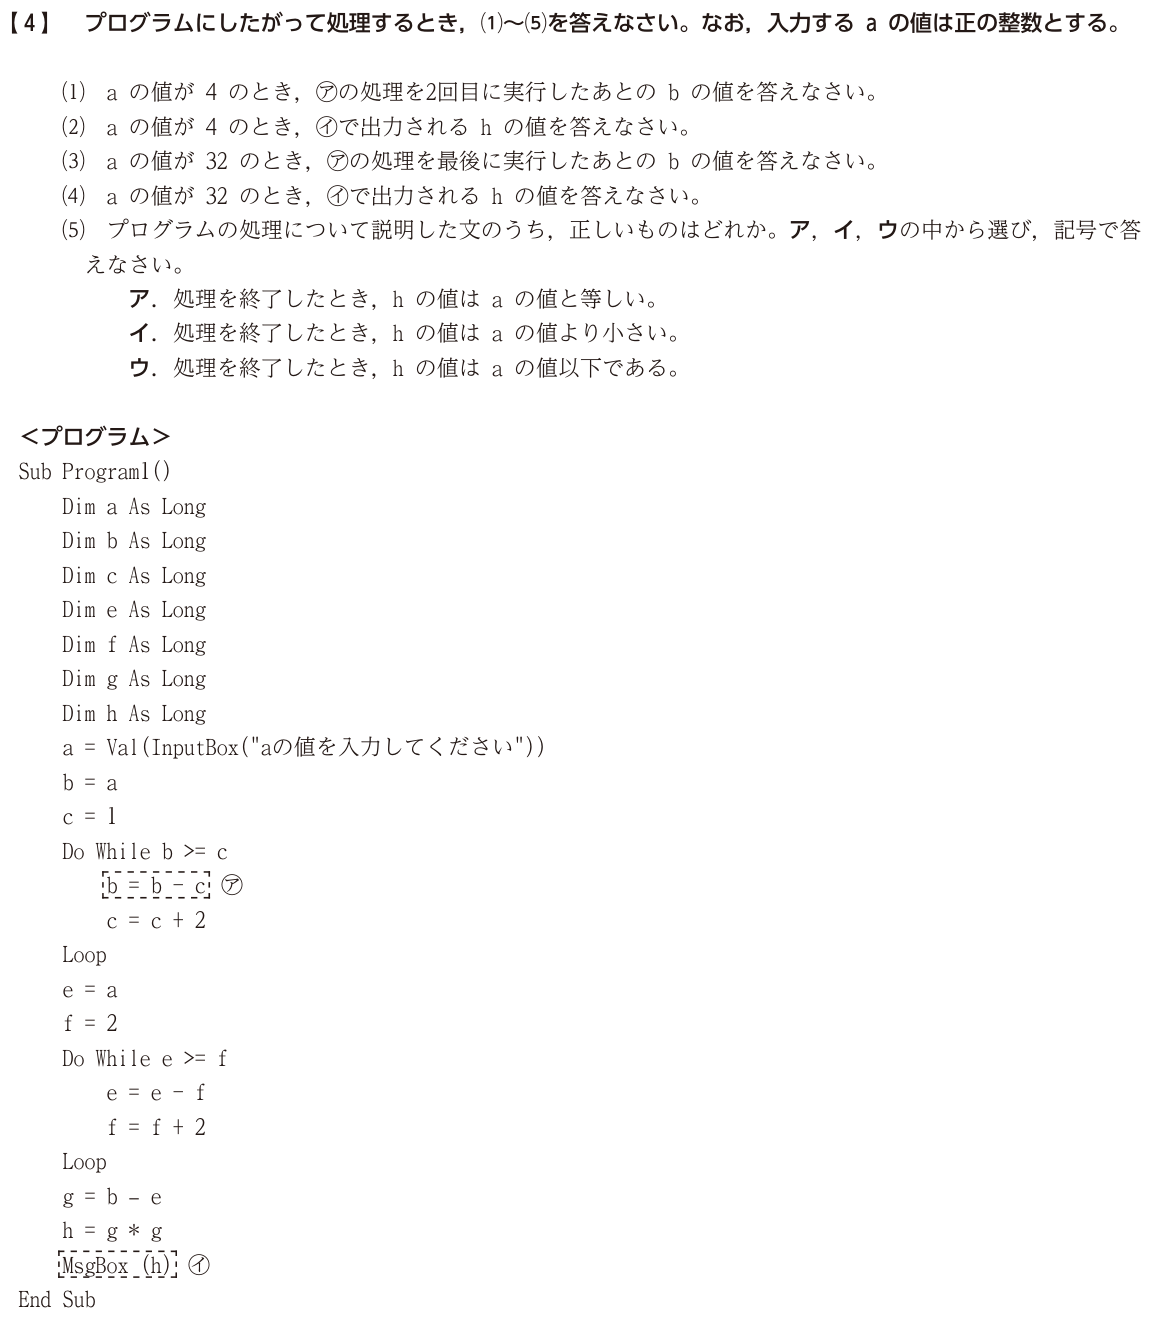 【4】 プログラムにしたがって処理するとき，⑴～⑸を答えなさい。なお，入力する a の値は正の整数とする。
⑴ a の値が 4 のとき，㋐の処理を2回目に実行したあとの b の値を答えなさい。
⑵ a の値が 4 のとき，㋑で出力される h の値を答えなさい。
⑶ a の値が 32 のとき，㋐の処理を最後に実行したあとの b の値を答えなさい。
⑷ a の値が 32 のとき，㋑で出力される h の値を答えなさい。
⑸ プログラムの処理について説明した文のうち，正しいものはどれか。ア，イ，ウの中から選び，記号で答
えなさい。
ア．処理を終了したとき，h の値は a の値と等しい。
イ．処理を終了したとき，h の値は a の値より小さい。
ウ．処理を終了したとき，h の値は a の値以下である。
＜プログラム＞
Sub Program1()
Dim a As Long
Dim b As Long
Dim c As Long
Dim e As Long
Dim f As Long
Dim g As Long
Dim h As Long
a = Val(InputBox("aの値を入力してください"))
b = a
c = 1
Do While b >= c
b = b - c ㋐
c = c + 2
Loop
e = a
f = 2
Do While e >= f
e = e - f
f = f + 2
Loop
g = b - e
h = g * g
MsgBox (h) ㋑
End Sub